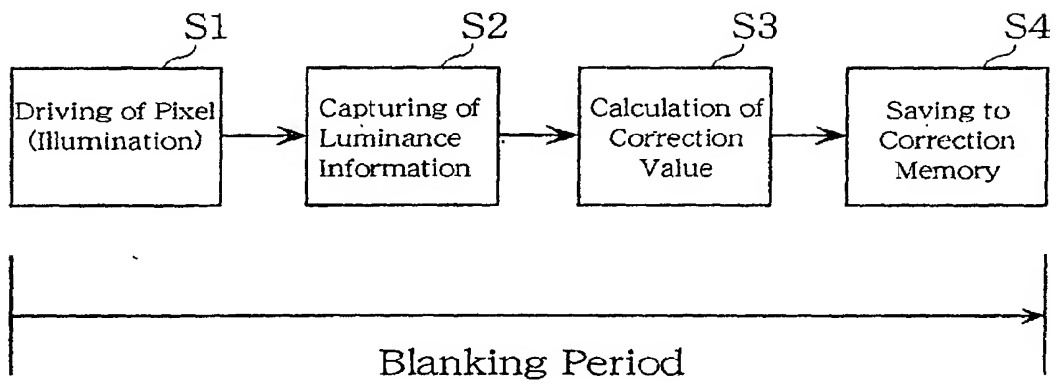 S1
S2
S3
S4
Driving of Pixel
(Illumination)
Capturing of
Luminance
Information
Calculation of
Correction
Value
Saving to
Correction
Memory
Blanking Period